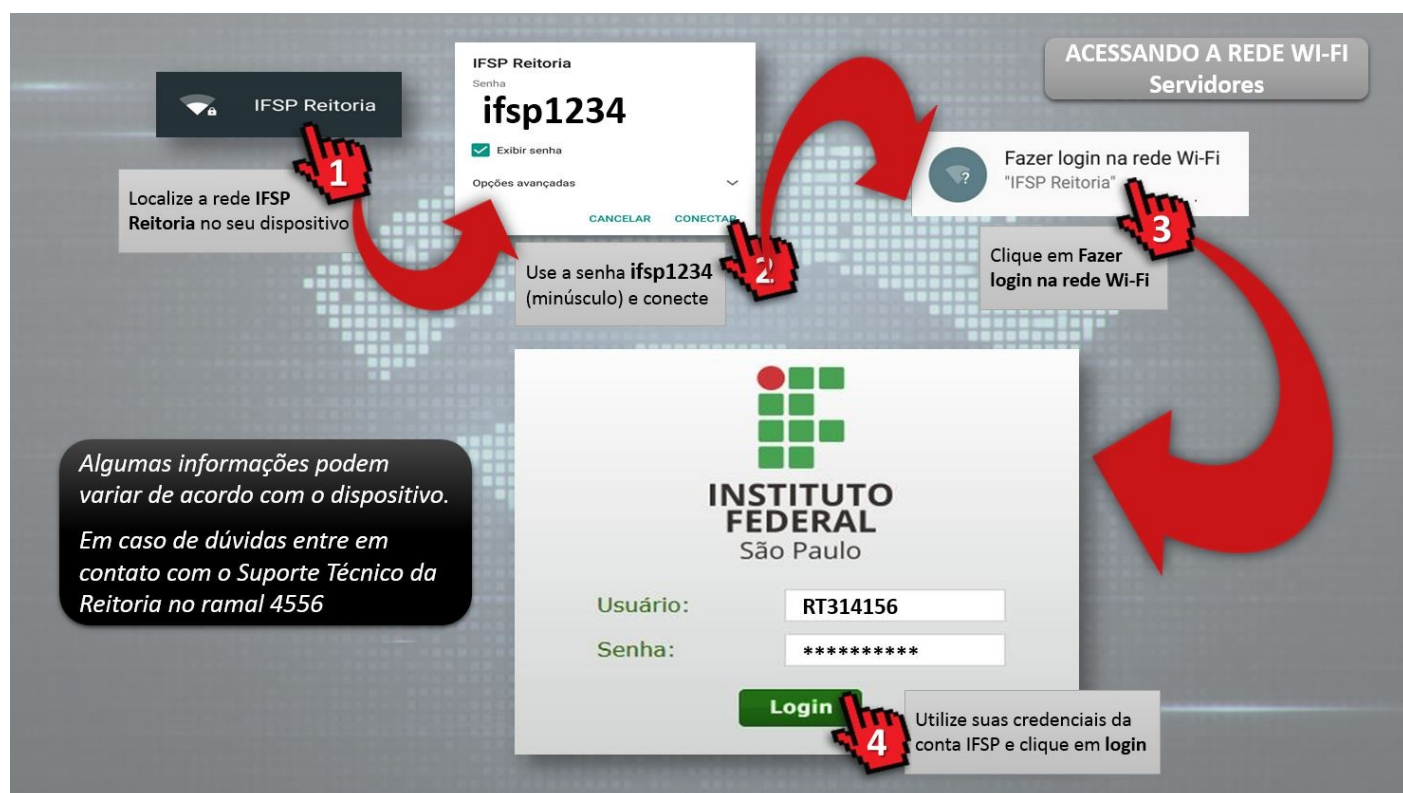 ACESSANDO A REDE WI-FI
Servidores
IFSP Reitoria
1
Localize a rede IFSP
Reitoria no seu dispositivo
IFSP Reitoria
Senha
ifsp1234
Exibir senha
Opções avançadas
CANCELAR CONECTAR
2
Use a senha ifsp1234
(minúsculo) e conecte
Fazer login na rede Wi-Fi
"IFSP Reitoria"
3
Clique em Fazer
login na rede Wi-Fi
INSTITUTO
FEDERAL
São Paulo
Usuário: RT314156
Senha: **********
Login
4
Utilize suas credenciais da
conta IFSP e clique em login
Algumas informações podem
variar de acordo com o dispositivo.
Em caso de dúvidas entre em
contato com o Suporte Técnico da
Reitoria no ramal 4556